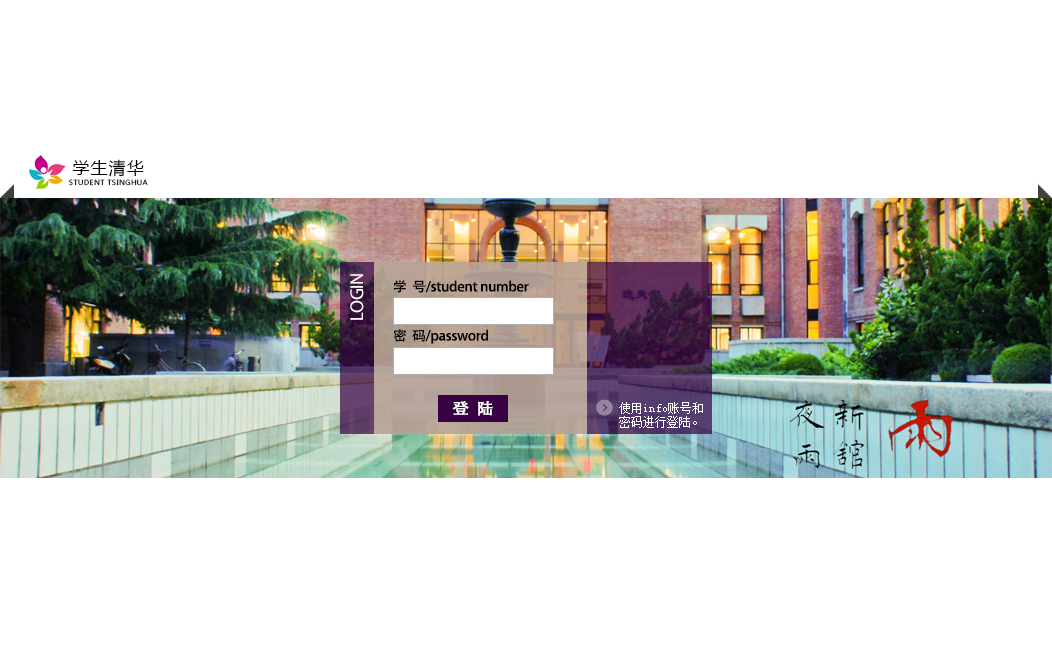 学生清华
STUDENT TSINGHUA
LOGIN
学 号/student number
密 码/password
登 陆
使用info账号和
密码进行登陆。
新舘
夜雨
雨